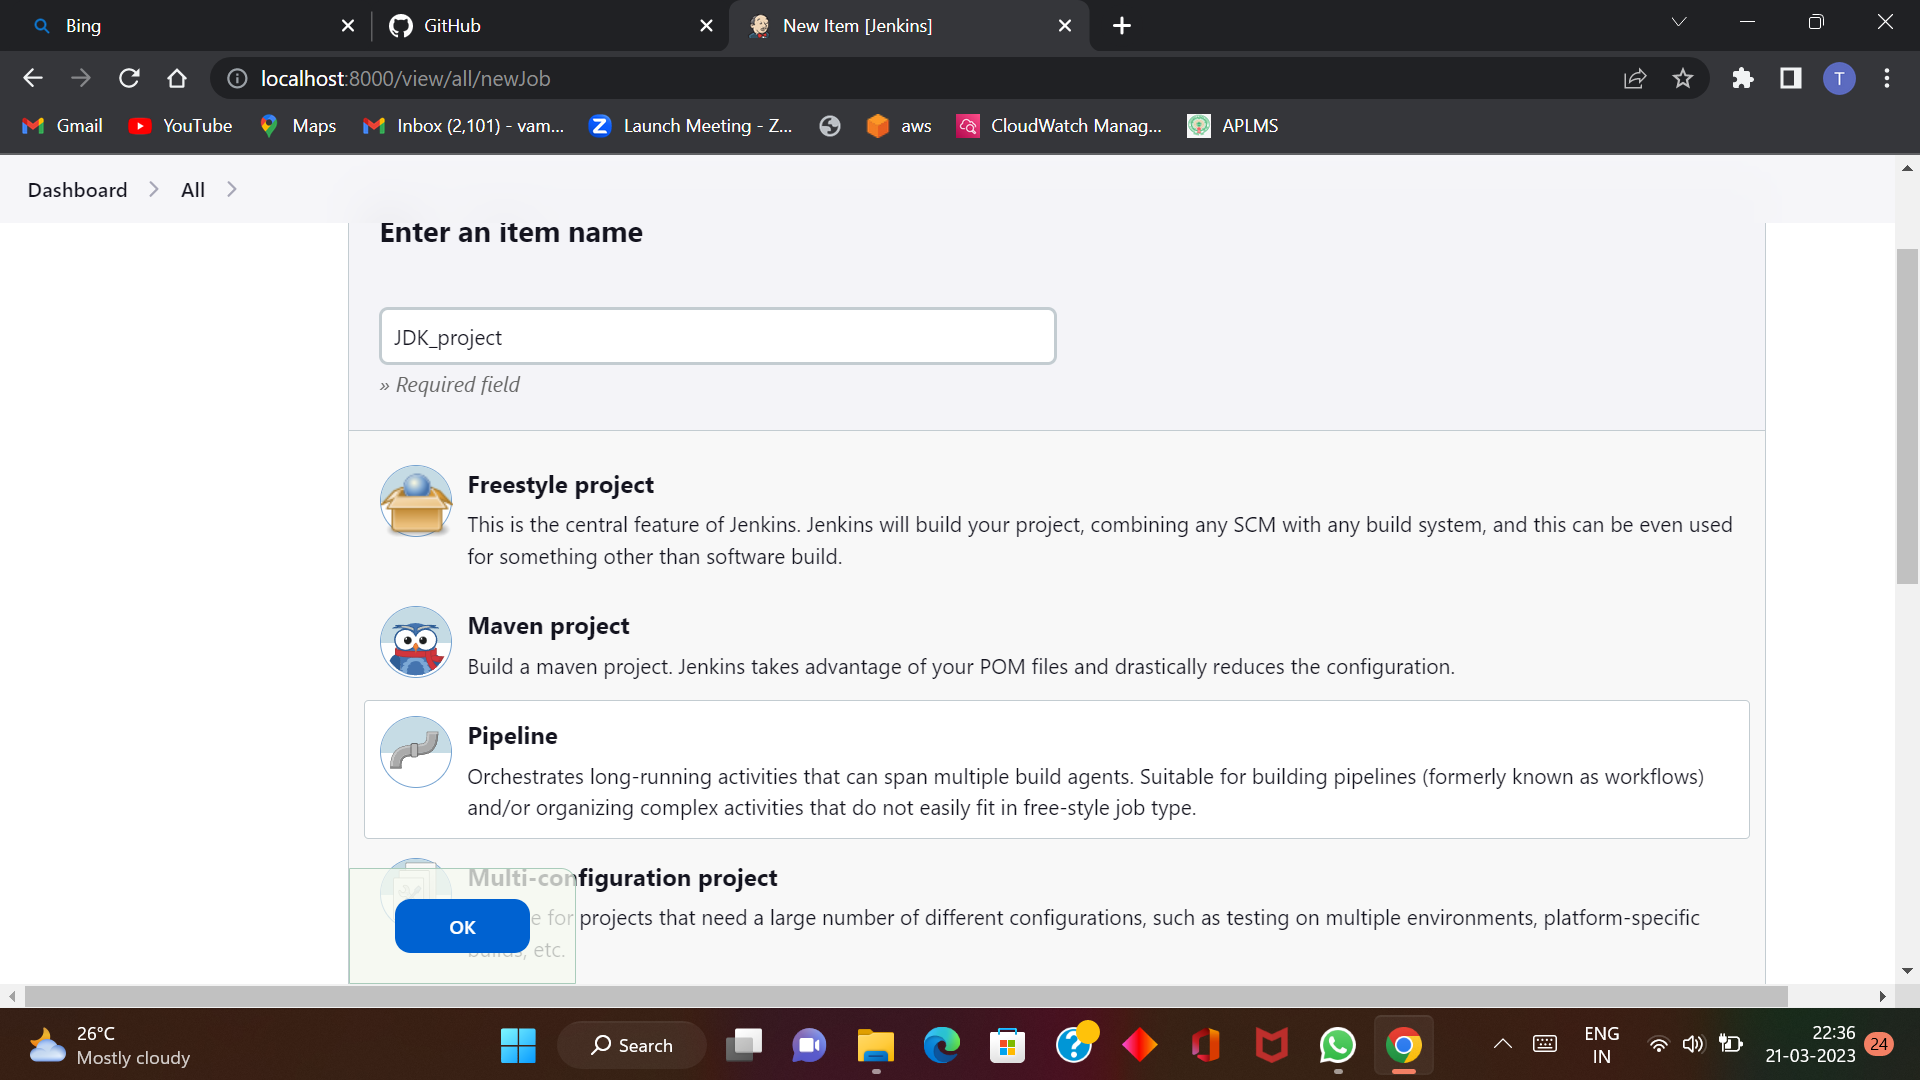 Bing
GitHub
New Item [Jenkins]
localhost:8000/view/all/newJob
T
Gmail
YouTube
Maps
Inbox (2,101) - vam...
Launch Meeting - Z...
aws
CloudWatch Manag...
APLMS
Dashboard
All
Enter an item name
JDK_project
» Required field
Freestyle project
This is the central feature of Jenkins. Jenkins will build your project, combining any SCM with any build system, and this can be even used
for something other than software build.
Maven project
Build a maven project. Jenkins takes advantage of your POM files and drastically reduces the configuration.
Pipeline
Orchestrates long-running activities that can span multiple build agents. Suitable for building pipelines (formerly known as workflows)
and/or organizing complex activities that do not easily fit in free-style job type.
Multi-configuration project
e for projects that need a large number of different configurations, such as testing on multiple environments, platform-specific
builds, etc.
OK
26°C
Mostly cloudy
Search
ENG
IN
22:36
21-03-2023
24